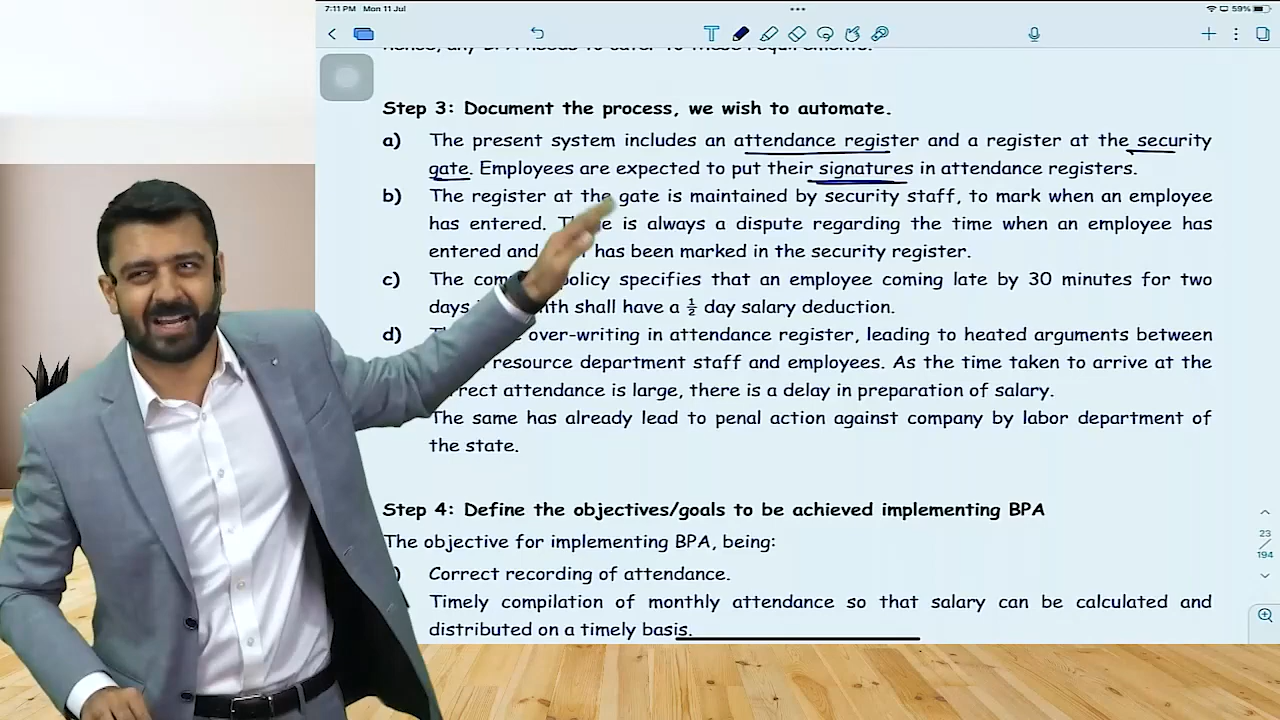 7:11 PM Mon 11 Jul
59%
Step 3: Document the process, we wish to automate.
a) The present system includes an attendance register and a register at the security
gate. Employees are expected to put their signatures in attendance registers.
b) The register at the gate is maintained by security staff, to mark when an employee
has entered. is always a dispute regarding the time when an employee has
entered and has been marked in the security register.
c) The policy specifies that an employee coming late by 30 minutes for two
days shall have a ½ day salary deduction.
d) over-writing in attendance register, leading to heated arguments between
resource department staff and employees. As the time taken to arrive at the
attendance is large, there is a delay in preparation of salary.
The same has already lead to penal action against company by labor department of
the state.
Step 4: Define the objectives/goals to be achieved implementing BPA
The objective for implementing BPA, being:
Correct recording of attendance.
Timely compilation of monthly attendance so that salary can be calculated and
distributed on a timely basis.
23
194